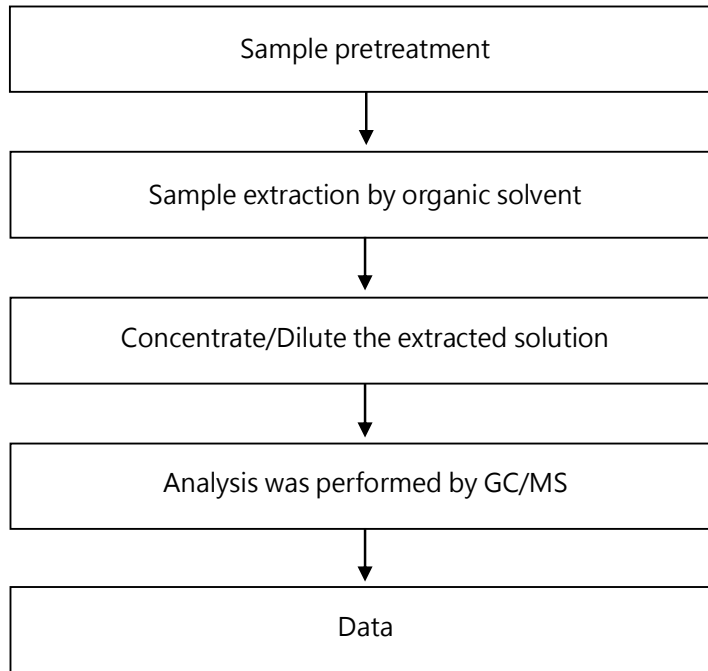 Sample pretreatment
Sample extraction by organic solvent
Concentrate/Dilute the extracted solution
Analysis was performed by GC/MS
Data